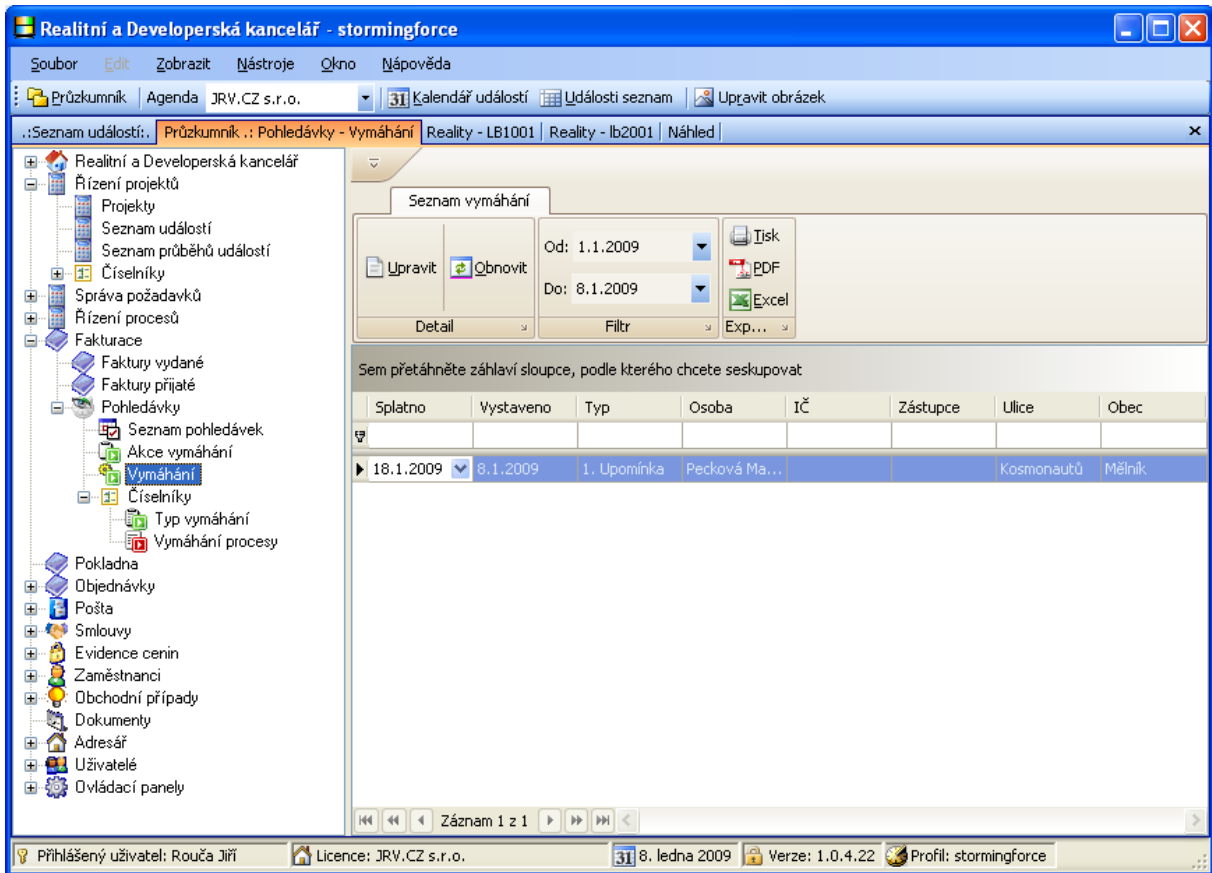 Realitní a Developerská kancelář - stormingforce
Soubor Edit Zobrazit Nástroje Okno Nápověda
Průzkumník Agenda JRV.CZ s.r.o. 31 Kalendář událostí Události seznam Upravit obrázek
.:Seznam událostí:. Průzkumník .: Pohledávky - Vymáhání Reality - LB1001 Reality - lb2001 Náhled
Realitní a Developerská kancelář
Řízení projektů
Projekty
Seznam událostí
Seznam průběhů událostí
Číselníky
Správa požadavků
Řízení procesů
Fakturace
Faktury vydané
Faktury přijaté
Pohledávky
Seznam pohledávek
Akce vymáhání
Vymáhání
Číselníky
Typ vymáhání
Vymáhání procesy
Pokladna
Objednávky
Pošta
Smlouvy
Evidence cenin
Zaměstnanci
Obchodní případy
Dokumenty
Adresář
Uživatelé
Ovládací panely
Seznam vymáhání
Upravit Obnovit
Detail
Od: 1.1.2009
Do: 8.1.2009
Filtr
Tisk
PDF
Excel
Exp...
Sem přetáhněte záhlaví sloupce, podle kterého chcete seskupovat
Splatno Vystaveno Typ Osoba IČ Zástupce Ulice Obec
18.1.2009 8.1.2009 1. Upomínka Pecková Ma... Kosmonautů Mělník
Záznam 1 z 1
Přihlášený uživatel: Rouča Jiří Licence: JRV.CZ s.r.o. 31 8. ledna 2009 Verze: 1.0.4.22 Profil: stormingforce